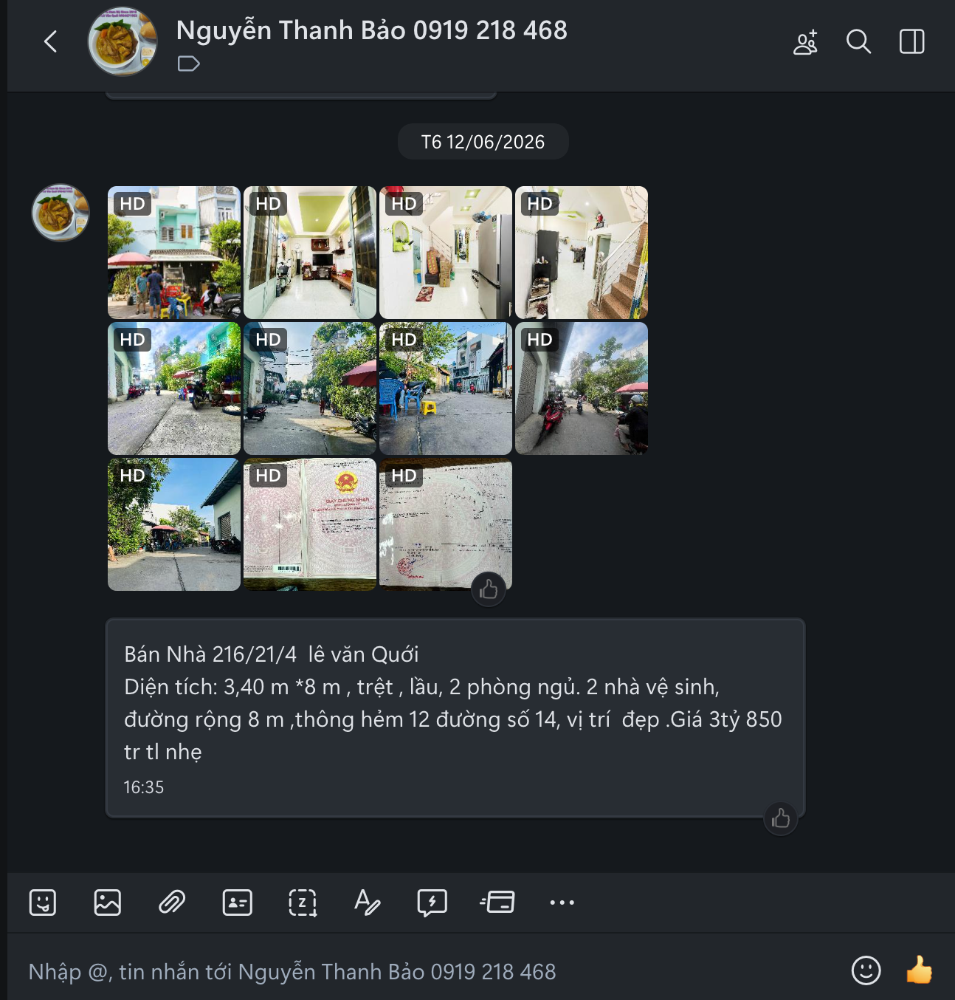 Nguyễn Thanh Bảo 0919 218 468
T6 12/06/2026
HD
HD
HD
HD
HD
HD
HD
HD
HD
HD
GIẤY CHỨNG NHẬN
HD
Bán Nhà 216/21/4  lê văn Quới
Diện tích: 3,40 m *8 m , trệt , lầu, 2 phòng ngủ. 2 nhà vệ sinh,
đường rộng 8 m ,thông hẻm 12 đường số 14, vị trí  đẹp .Giá 3tỷ 850
tr tl nhẹ
16:35
Nhập @, tin nhắn tới Nguyễn Thanh Bảo 0919 218 468